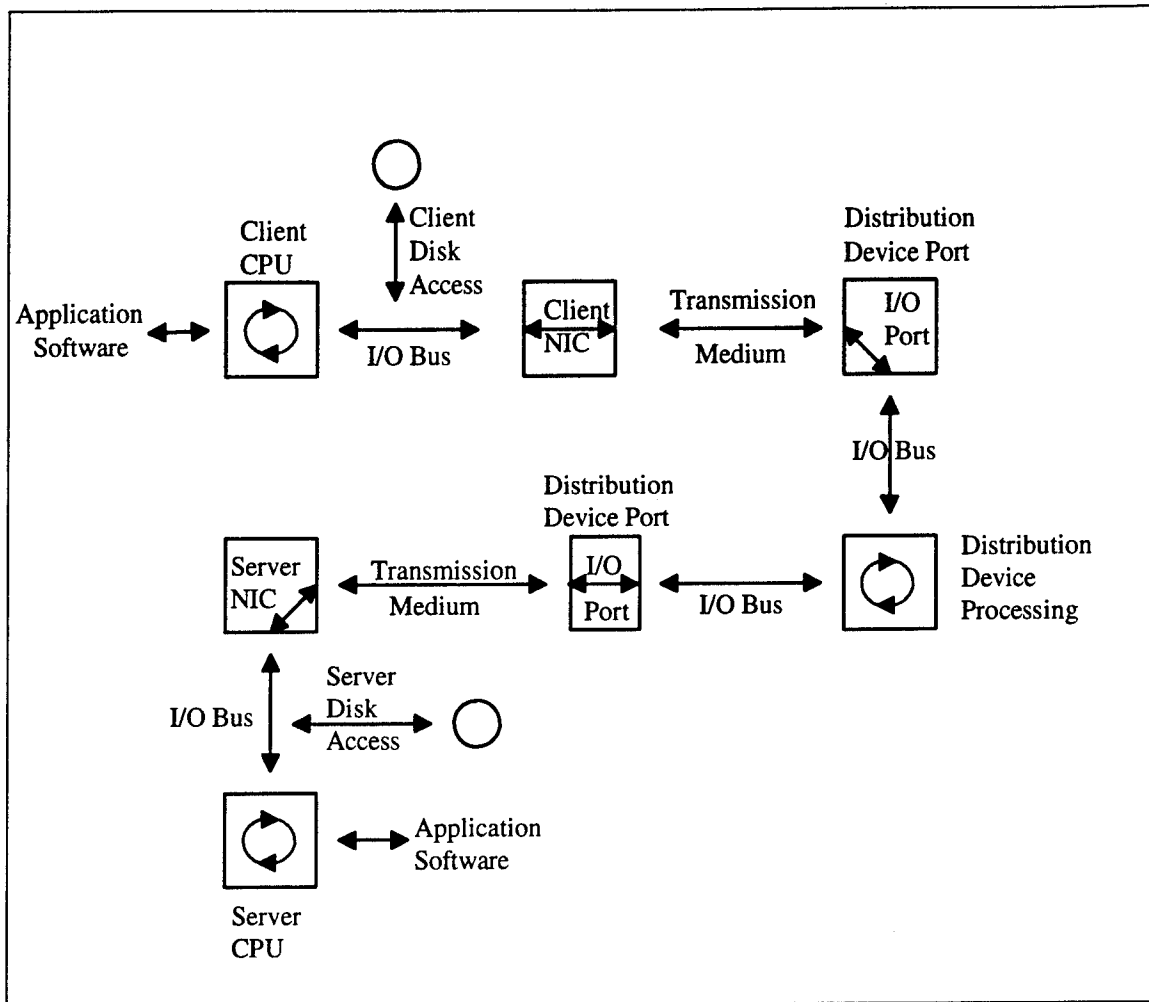 Client
CPU
Client
Disk
Access
Distribution
Device Port
Application
Software
I/O Bus
Client
NIC
Transmission
Medium
I/O
Port
I/O Bus
Distribution
Device Port
Server
NIC
Transmission
Medium
I/O
Port
I/O Bus
Distribution
Device
Processing
I/O Bus
Server
Disk
Access
Application
Software
Server
CPU